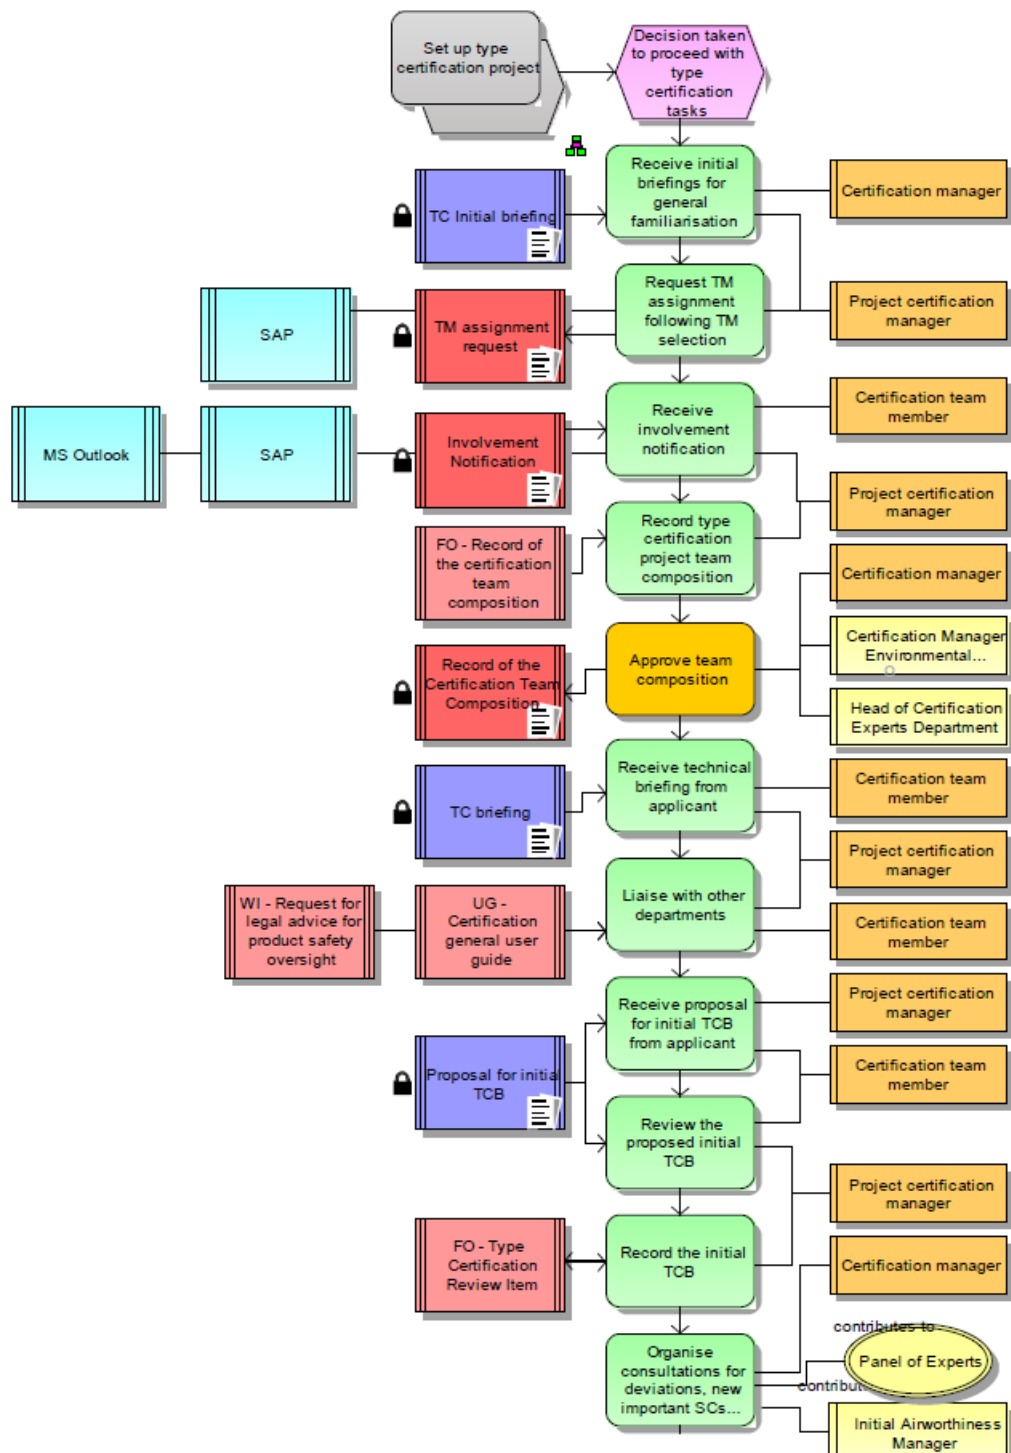 Set up type
certification project
Decision taken
to proceed with
type
certification
tasks
Receive initial
briefings for
general
familiarisation
Certification manager
TC Initial briefing
Request TM
assignment
following TM
selection
Project certification
manager
SAP
TM assignment
request
Receive
involvement
notification
Certification team
member
MS Outlook
SAP
Involvement
Notification
Project certification
manager
FO - Record of
the certification
team
composition
Record type
certification
project team
composition
Certification manager
Certification Manager
Environmental...
Record of the
Certification Team
Composition
Approve team
composition
Head of Certification
Experts Department
Receive technical
briefing from
applicant
Certification team
member
TC briefing
Project certification
manager
WI - Request for
legal advice for
product safety
oversight
UG -
Certification
general user
guide
Liaise with other
departments
Certification team
member
Receive proposal
for initial TCB
from applicant
Project certification
manager
Proposal for initial
TCB
Certification team
member
Review the
proposed initial
TCB
Project certification
manager
FO - Type
Certification
Review Item
Record the initial
TCB
Certification manager
contributes to
Organise
consultations for
deviations, new
important SCs...
Panel of Experts
contribut
Initial Airworthiness
Manager